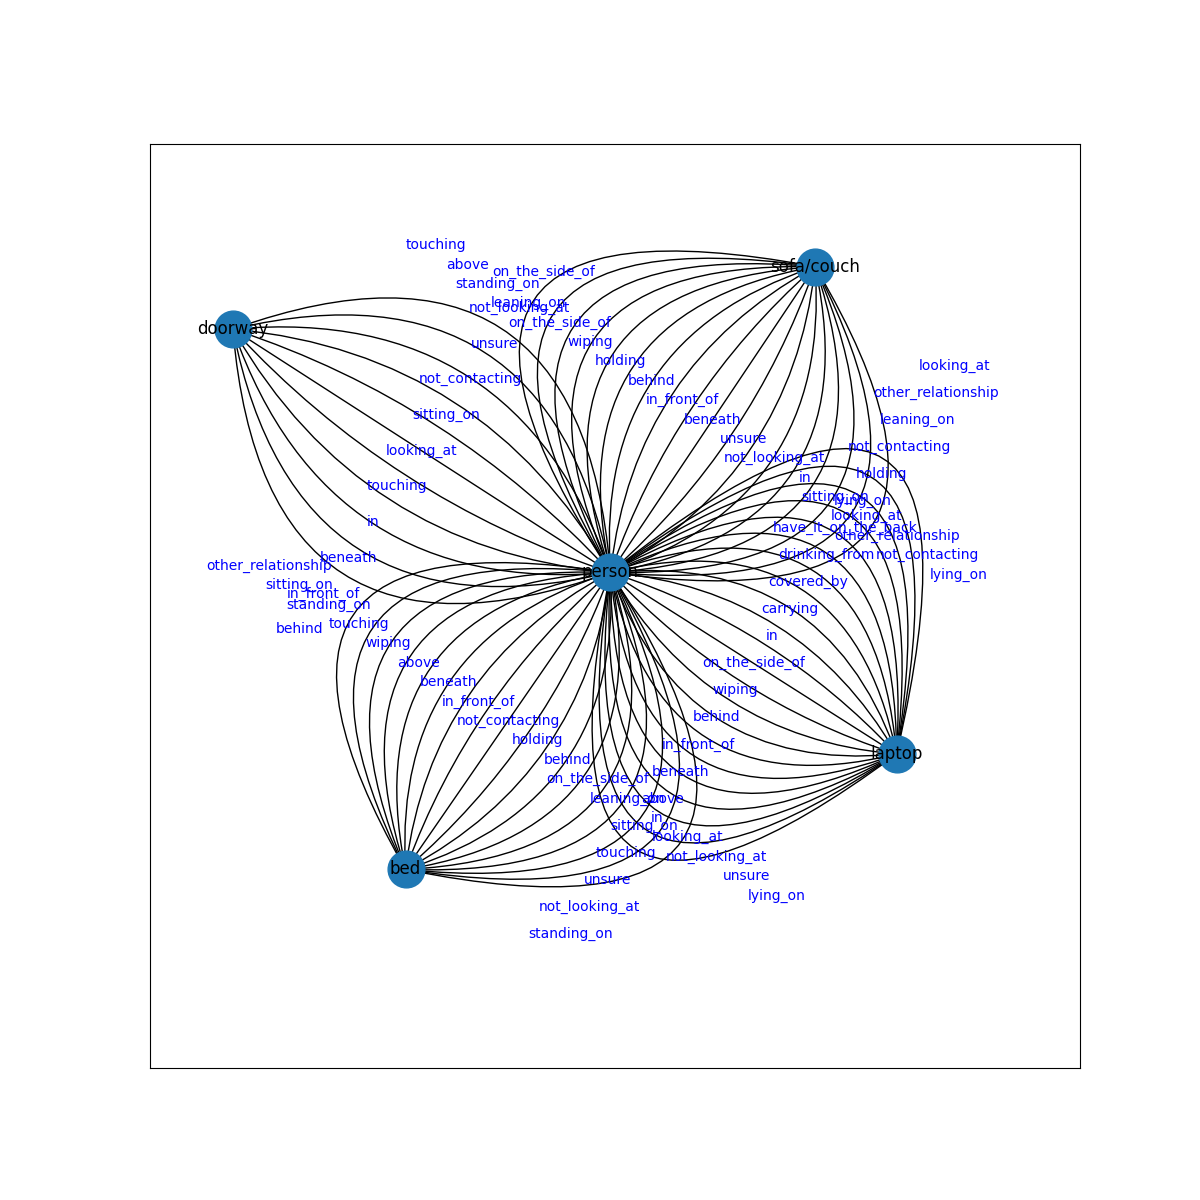 touching
above
sofa/couch
on_the_side_of
standing_on
leaning_on
not_looking_at
on_the_side_of
doorway
wiping
unsure
holding
looking_at
not_contacting
behind
other_relationship
in_front_of
sitting_on
beneath
leaning_on
unsure
not_contacting
looking_at
not_looking_at
holding
in
touching
sitting_on
lying_on
looking_at
in
have_it_on_the_back
other_relationship
beneath
drinking_from
not_contacting
other_relationship
person
lying_on
sitting_on
covered_by
in_front_of
standing_on
carrying
behind
touching
in
wiping
above
on_the_side_of
beneath
wiping
in_front_of
behind
not_contacting
holding
in_front_of
laptop
behind
beneath
on_the_side_of
leaning_on
above
in
sitting_on
looking_at
touching
not_looking_at
bed
unsure
unsure
lying_on
not_looking_at
standing_on